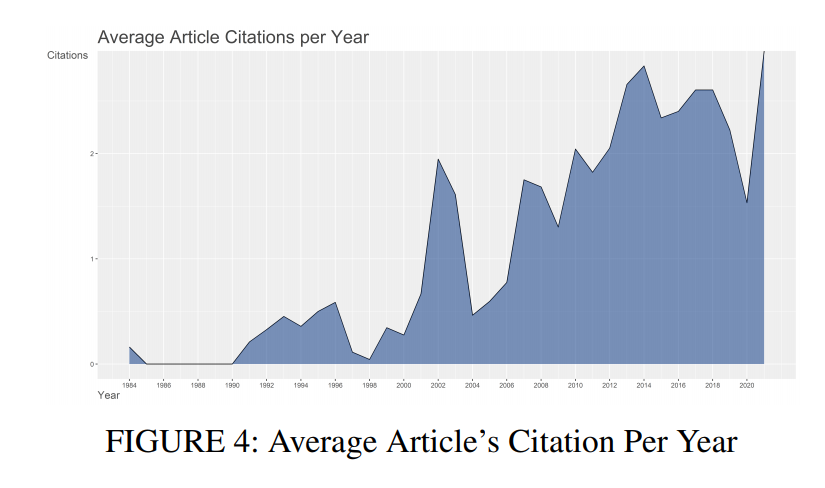 Average Article Citations per Year
Citations
2
1
0
1984 1986 1988 1990 1992 1994 1996 1998 2000 2002 2004 2006 2008 2010 2012 2014 2016 2018 2020
Year
FIGURE 4: Average Article's Citation Per Year